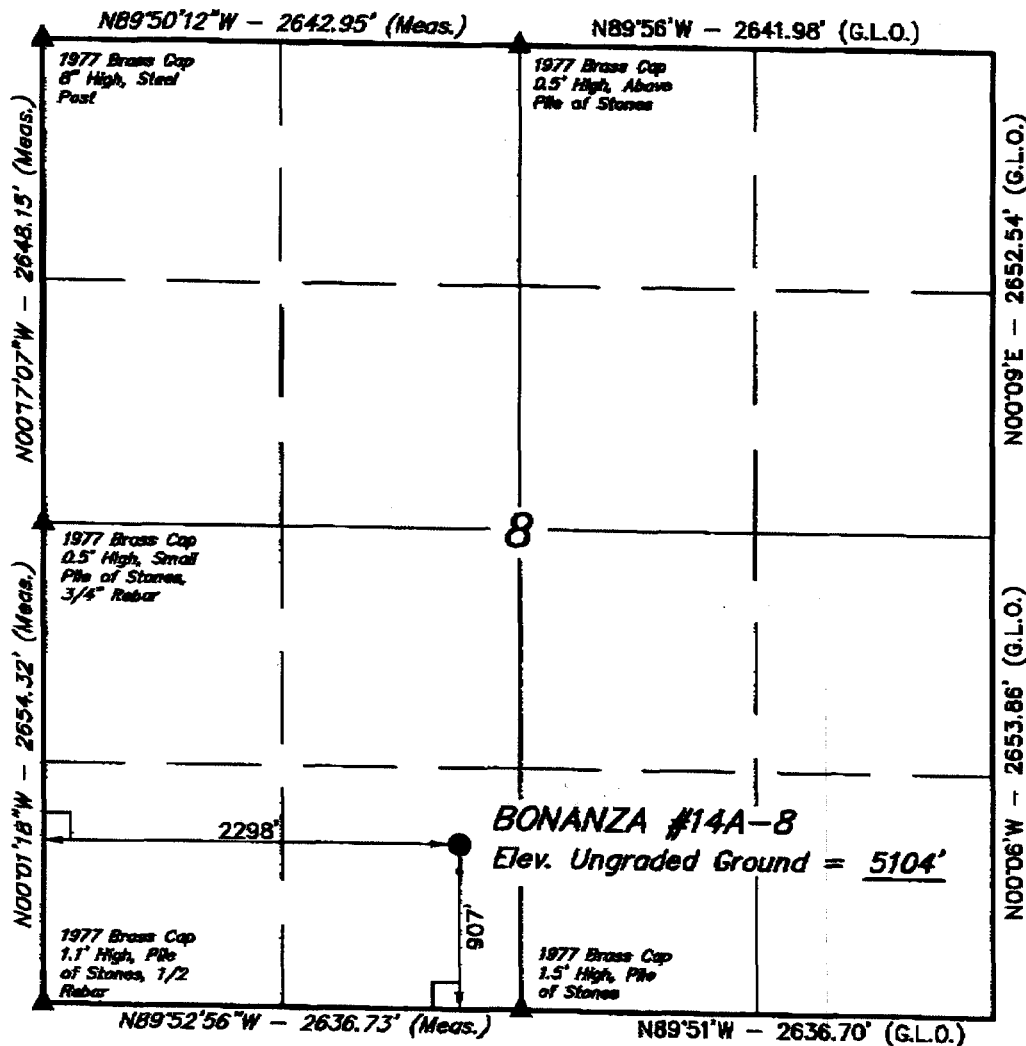 N89°50'12"W - 2642.95' (Meas.)
N89°56'W - 2641.98' (G.L.O.)
1977 Brass Cap
8" High, Steel
Post
1977 Brass Cap
0.5' High, Above
Pile of Stones
N00°17'07"W - 2648.15' (Meas.)
N00°09'E - 2652.54' (G.L.O.)
8
1977 Brass Cap
0.5' High, Small
Pile of Stones,
3/4" Rebar
N00°01'18"W - 2654.32' (Meas.)
N00°06'W - 2653.86' (G.L.O.)
BONANZA #14A-8
Elev. Ungraded Ground = 5104'
2298'
907'
1977 Brass Cap
1.1' High, Pile
of Stones, 1/2
Rebar
1977 Brass Cap
1.5' High, Pile
of Stones
N89°52'56"W - 2636.73' (Meas.)
N89°51'W - 2636.70' (G.L.O.)